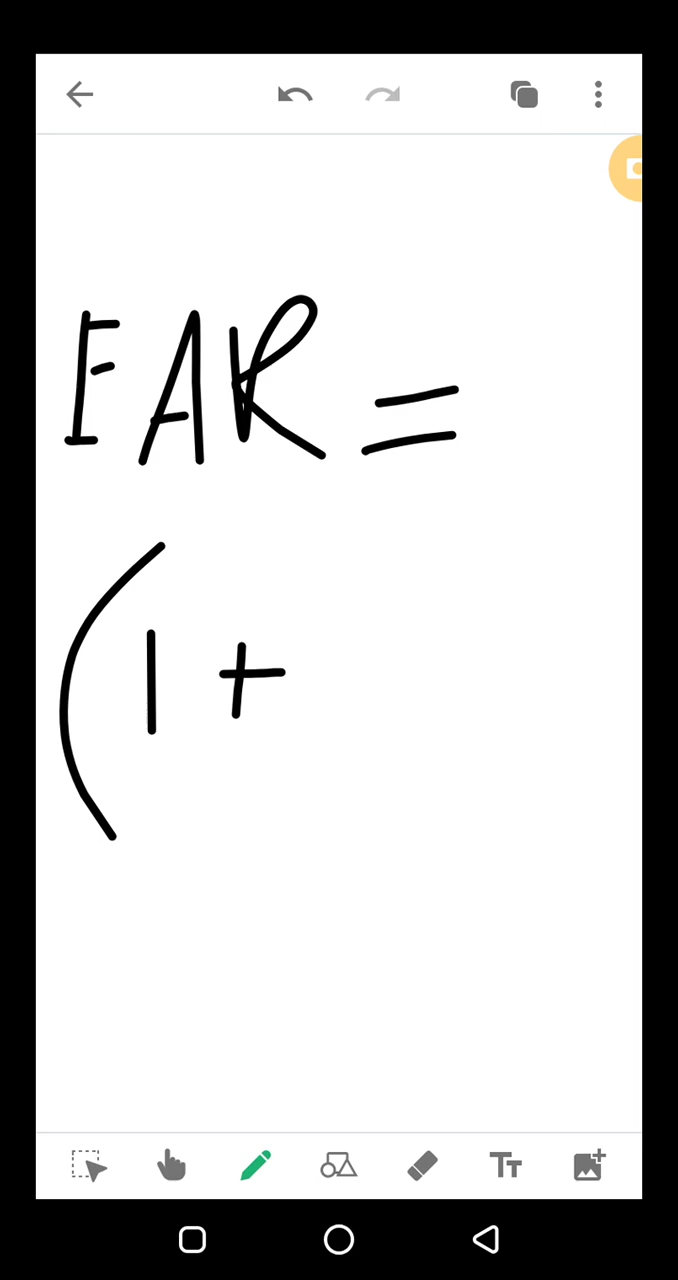 EAR =
(1 +